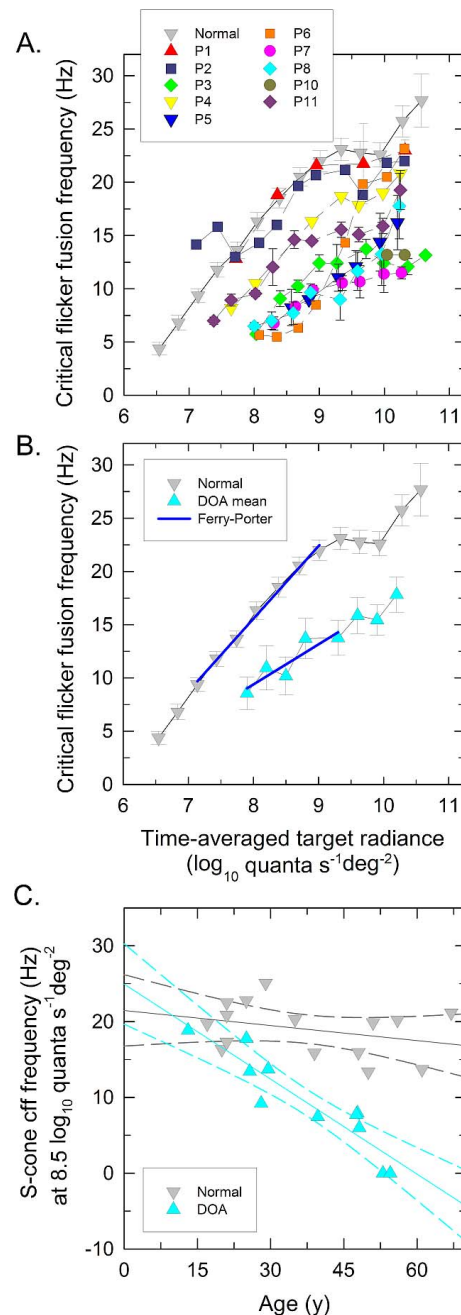 A.
Normal
P1
P2
P3
P4
P5
P6
P7
P8
P10
P11
Critical flicker fusion frequency (Hz)
30
25
20
15
10
5
0
6 7 8 9 10 11
B.
Normal
DOA mean
Ferry-Porter
Critical flicker fusion frequency (Hz)
30
25
20
15
10
5
0
6 7 8 9 10 11
Time-averaged target radiance
(log10 quanta s-1deg-2)
C.
S-cone cff frequency (Hz)
at 8.5 log10 quanta s-1deg-2
30
20
10
0
-10
Normal
DOA
0 15 30 45 60
Age (y)